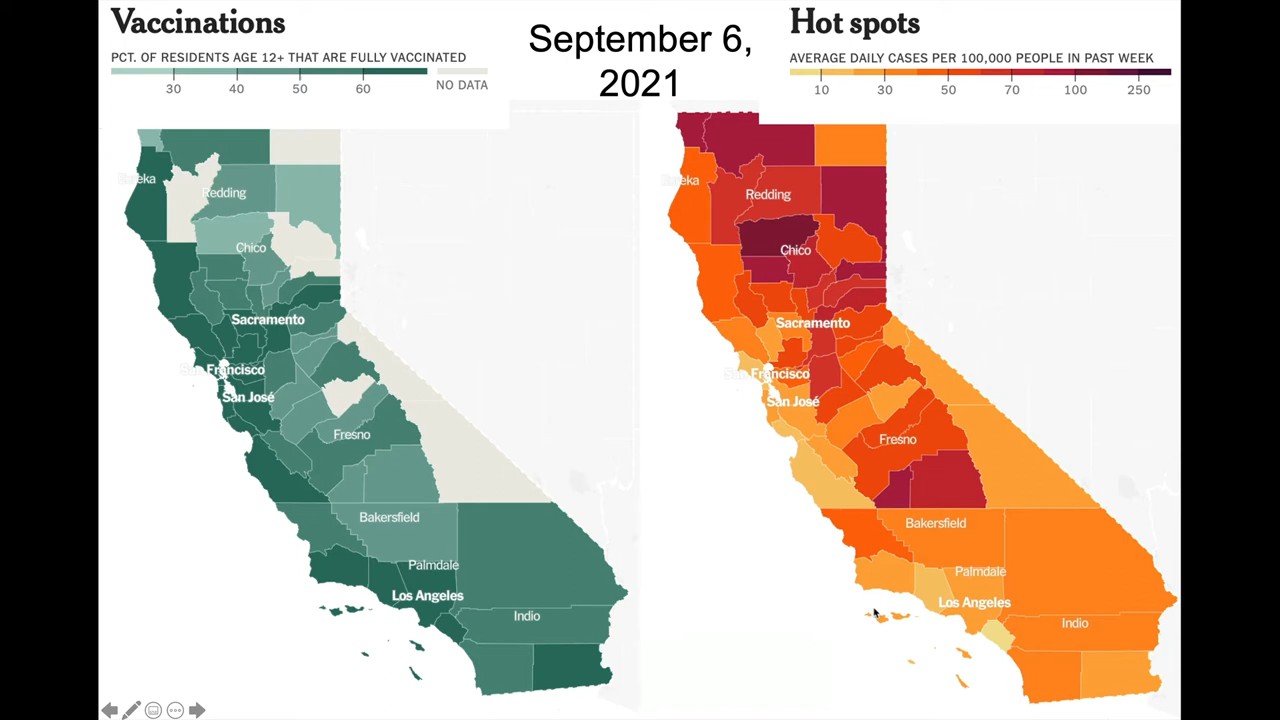 Vaccinations
PCT. OF RESIDENTS AGE 12+ THAT ARE FULLY VACCINATED
30 40 50 60 NO DATA
September 6,
2021
Hot spots
AVERAGE DAILY CASES PER 100,000 PEOPLE IN PAST WEEK
10 30 50 70 100 250
Eureka
Redding
Chico
Sacramento
San Francisco
San José
Fresno
Bakersfield
Palmdale
Los Angeles
Indio
Eureka
Redding
Chico
Sacramento
San Francisco
San José
Fresno
Bakersfield
Palmdale
Los Angeles
Indio